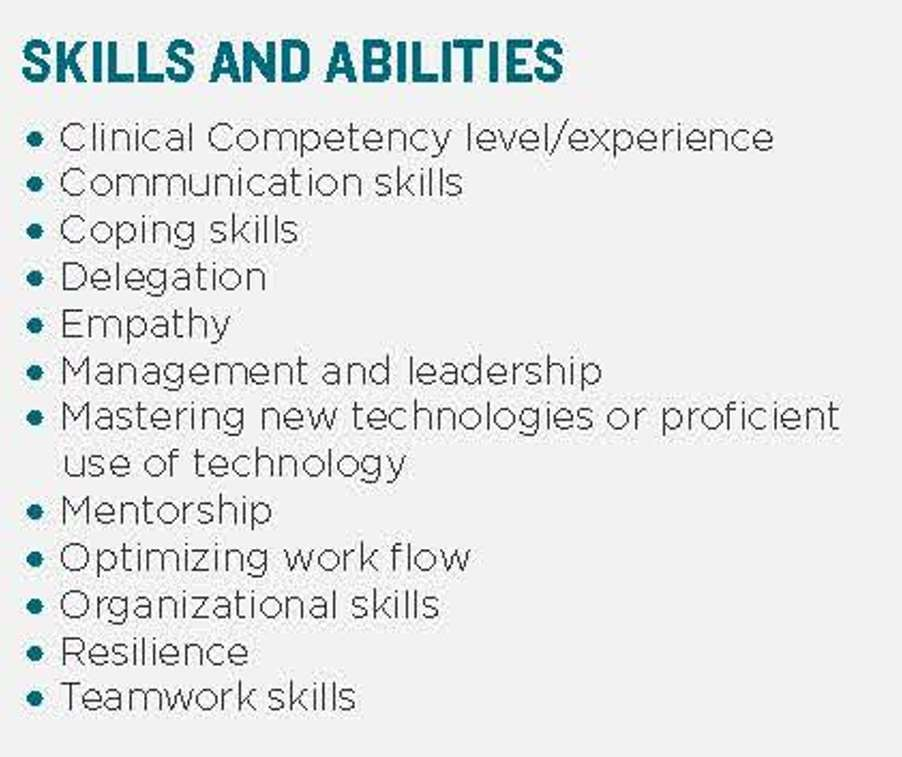 SKILLS AND ABILITIES
• Clinical Competency level/experience
• Communication skills
• Coping skills
• Delegation
• Empathy
• Management and leadership
• Mastering new technologies or proficient
use of technology
• Mentorship
• Optimizing work flow
• Organizational skills
• Resilience
• Teamwork skills